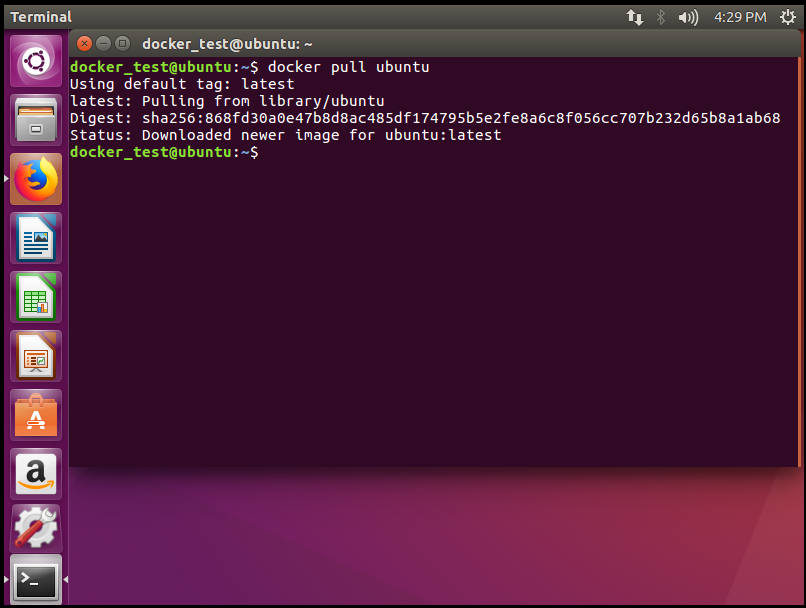 Terminal
4:29 PM
docker_test@ubuntu: ~
docker_test@ubuntu:~$ docker pull ubuntu
Using default tag: latest
latest: Pulling from library/ubuntu
Digest: sha256:868fd30a0e47b8d8ac485df174795b5e2fe8a6c8f056cc707b232d65b8a1ab68
Status: Downloaded newer image for ubuntu:latest
docker_test@ubuntu:~$
A
a
>_